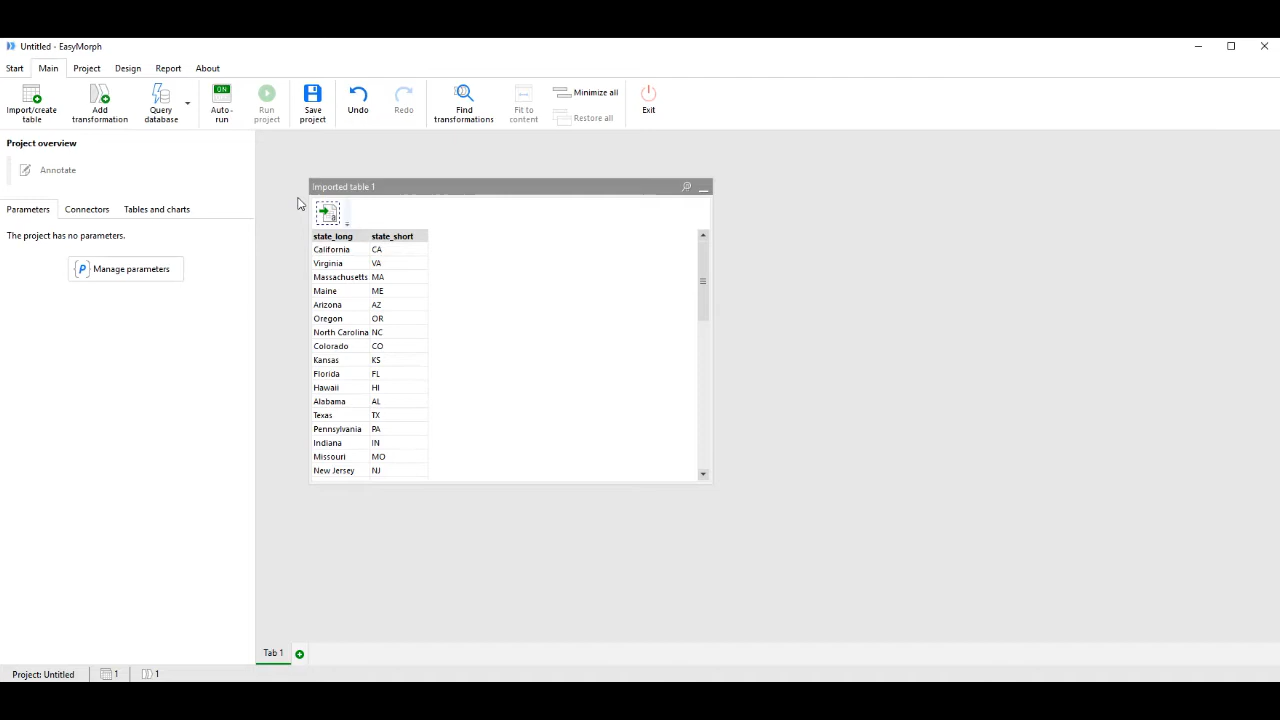 Untitled - EasyMorph
Start Main Project Design Report About
Import/create table
Add transformation
Query database
ON
Auto-run
Run project
Save project
Undo
Redo
Find transformations
Fit to content
Minimize all
Restore all
Exit
Project overview
Annotate
Parameters Connectors Tables and charts
The project has no parameters.
P Manage parameters
Imported table 1
state_long state_short
California CA
Virginia VA
Massachusetts MA
Maine ME
Arizona AZ
Oregon OR
North Carolina NC
Colorado CO
Kansas KS
Florida FL
Hawaii HI
Alabama AL
Texas TX
Pennsylvania PA
Indiana IN
Missouri MO
New Jersey NJ
Tab 1
Project: Untitled 1 1